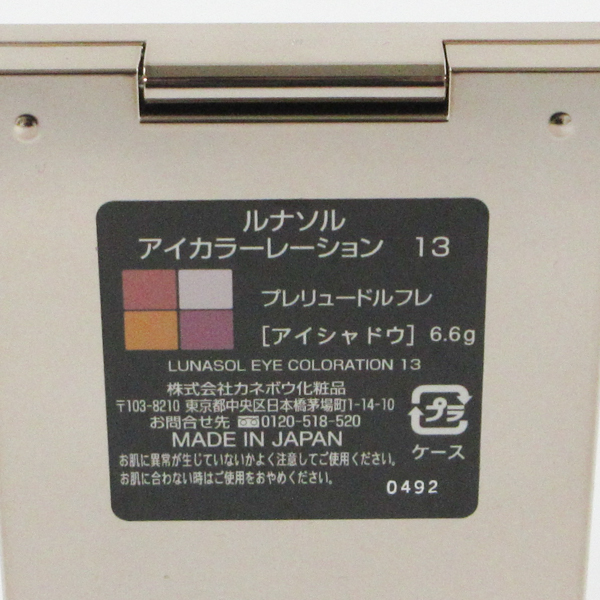 ルナソル
アイカラーレーション 13
プレリュードルフレ
[アイシャドウ] 6.6g
LUNASOL EYE COLORATION 13
株式会社カネボウ化粧品
〒103-8210 東京都中央区日本橋茅場町1-14-10
お問合せ先 0120-518-520
MADE IN JAPAN
お肌に異常が生じていないかよく注意してご使用ください。
お肌に合わない時はご使用をおやめください。
プラ
ケース
0492